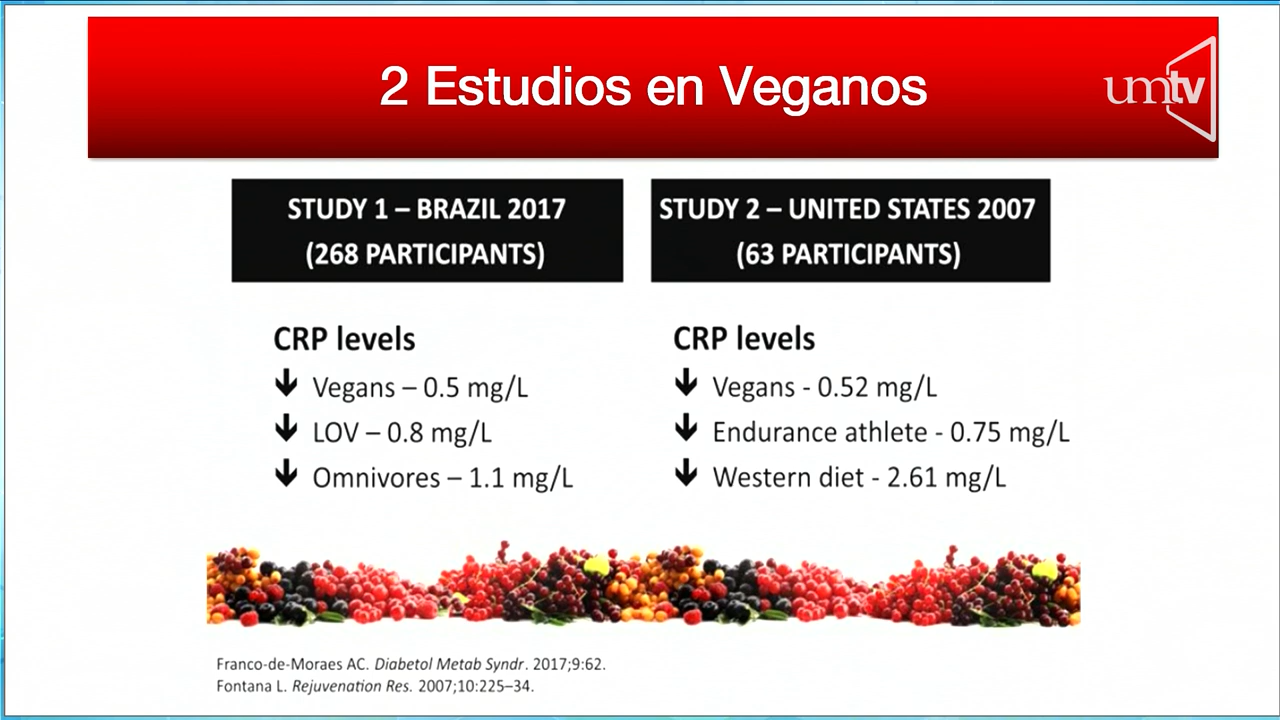 2 Estudios en Veganos
umtv
STUDY 1 – BRAZIL 2017
(268 PARTICIPANTS)
CRP levels
Vegans – 0.5 mg/L
LOV – 0.8 mg/L
Omnivores – 1.1 mg/L
STUDY 2 – UNITED STATES 2007
(63 PARTICIPANTS)
CRP levels
Vegans - 0.52 mg/L
Endurance athlete - 0.75 mg/L
Western diet - 2.61 mg/L
Franco-de-Moraes AC. Diabetol Metab Syndr. 2017;9:62.
Fontana L. Rejuvenation Res. 2007;10:225–34.